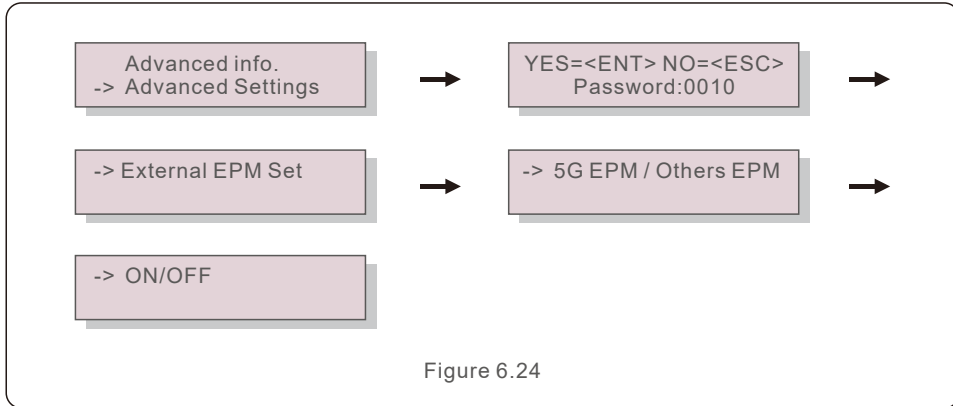 Advanced info.
-> Advanced Settings
YES=<ENT> NO=<ESC>
Password:0010
-> External EPM Set
-> 5G EPM / Others EPM
-> ON/OFF
Figure 6.24